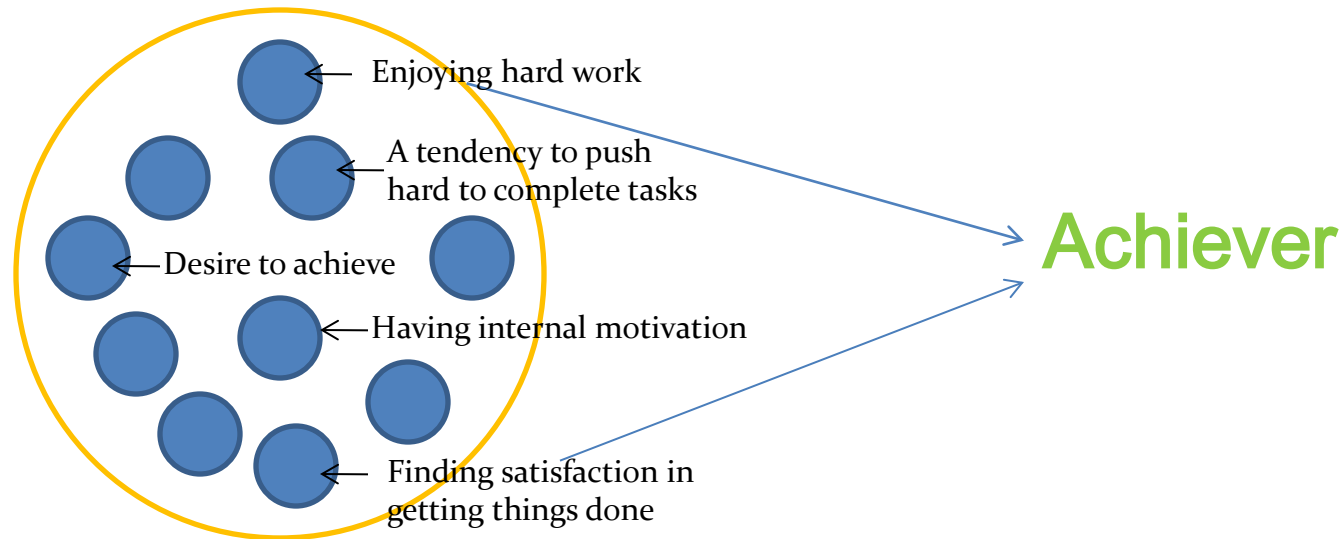 Enjoying hard work
A tendency to push
hard to complete tasks
Achiever
Desire to achieve
Having internal motivation
Finding satisfaction in
getting things done